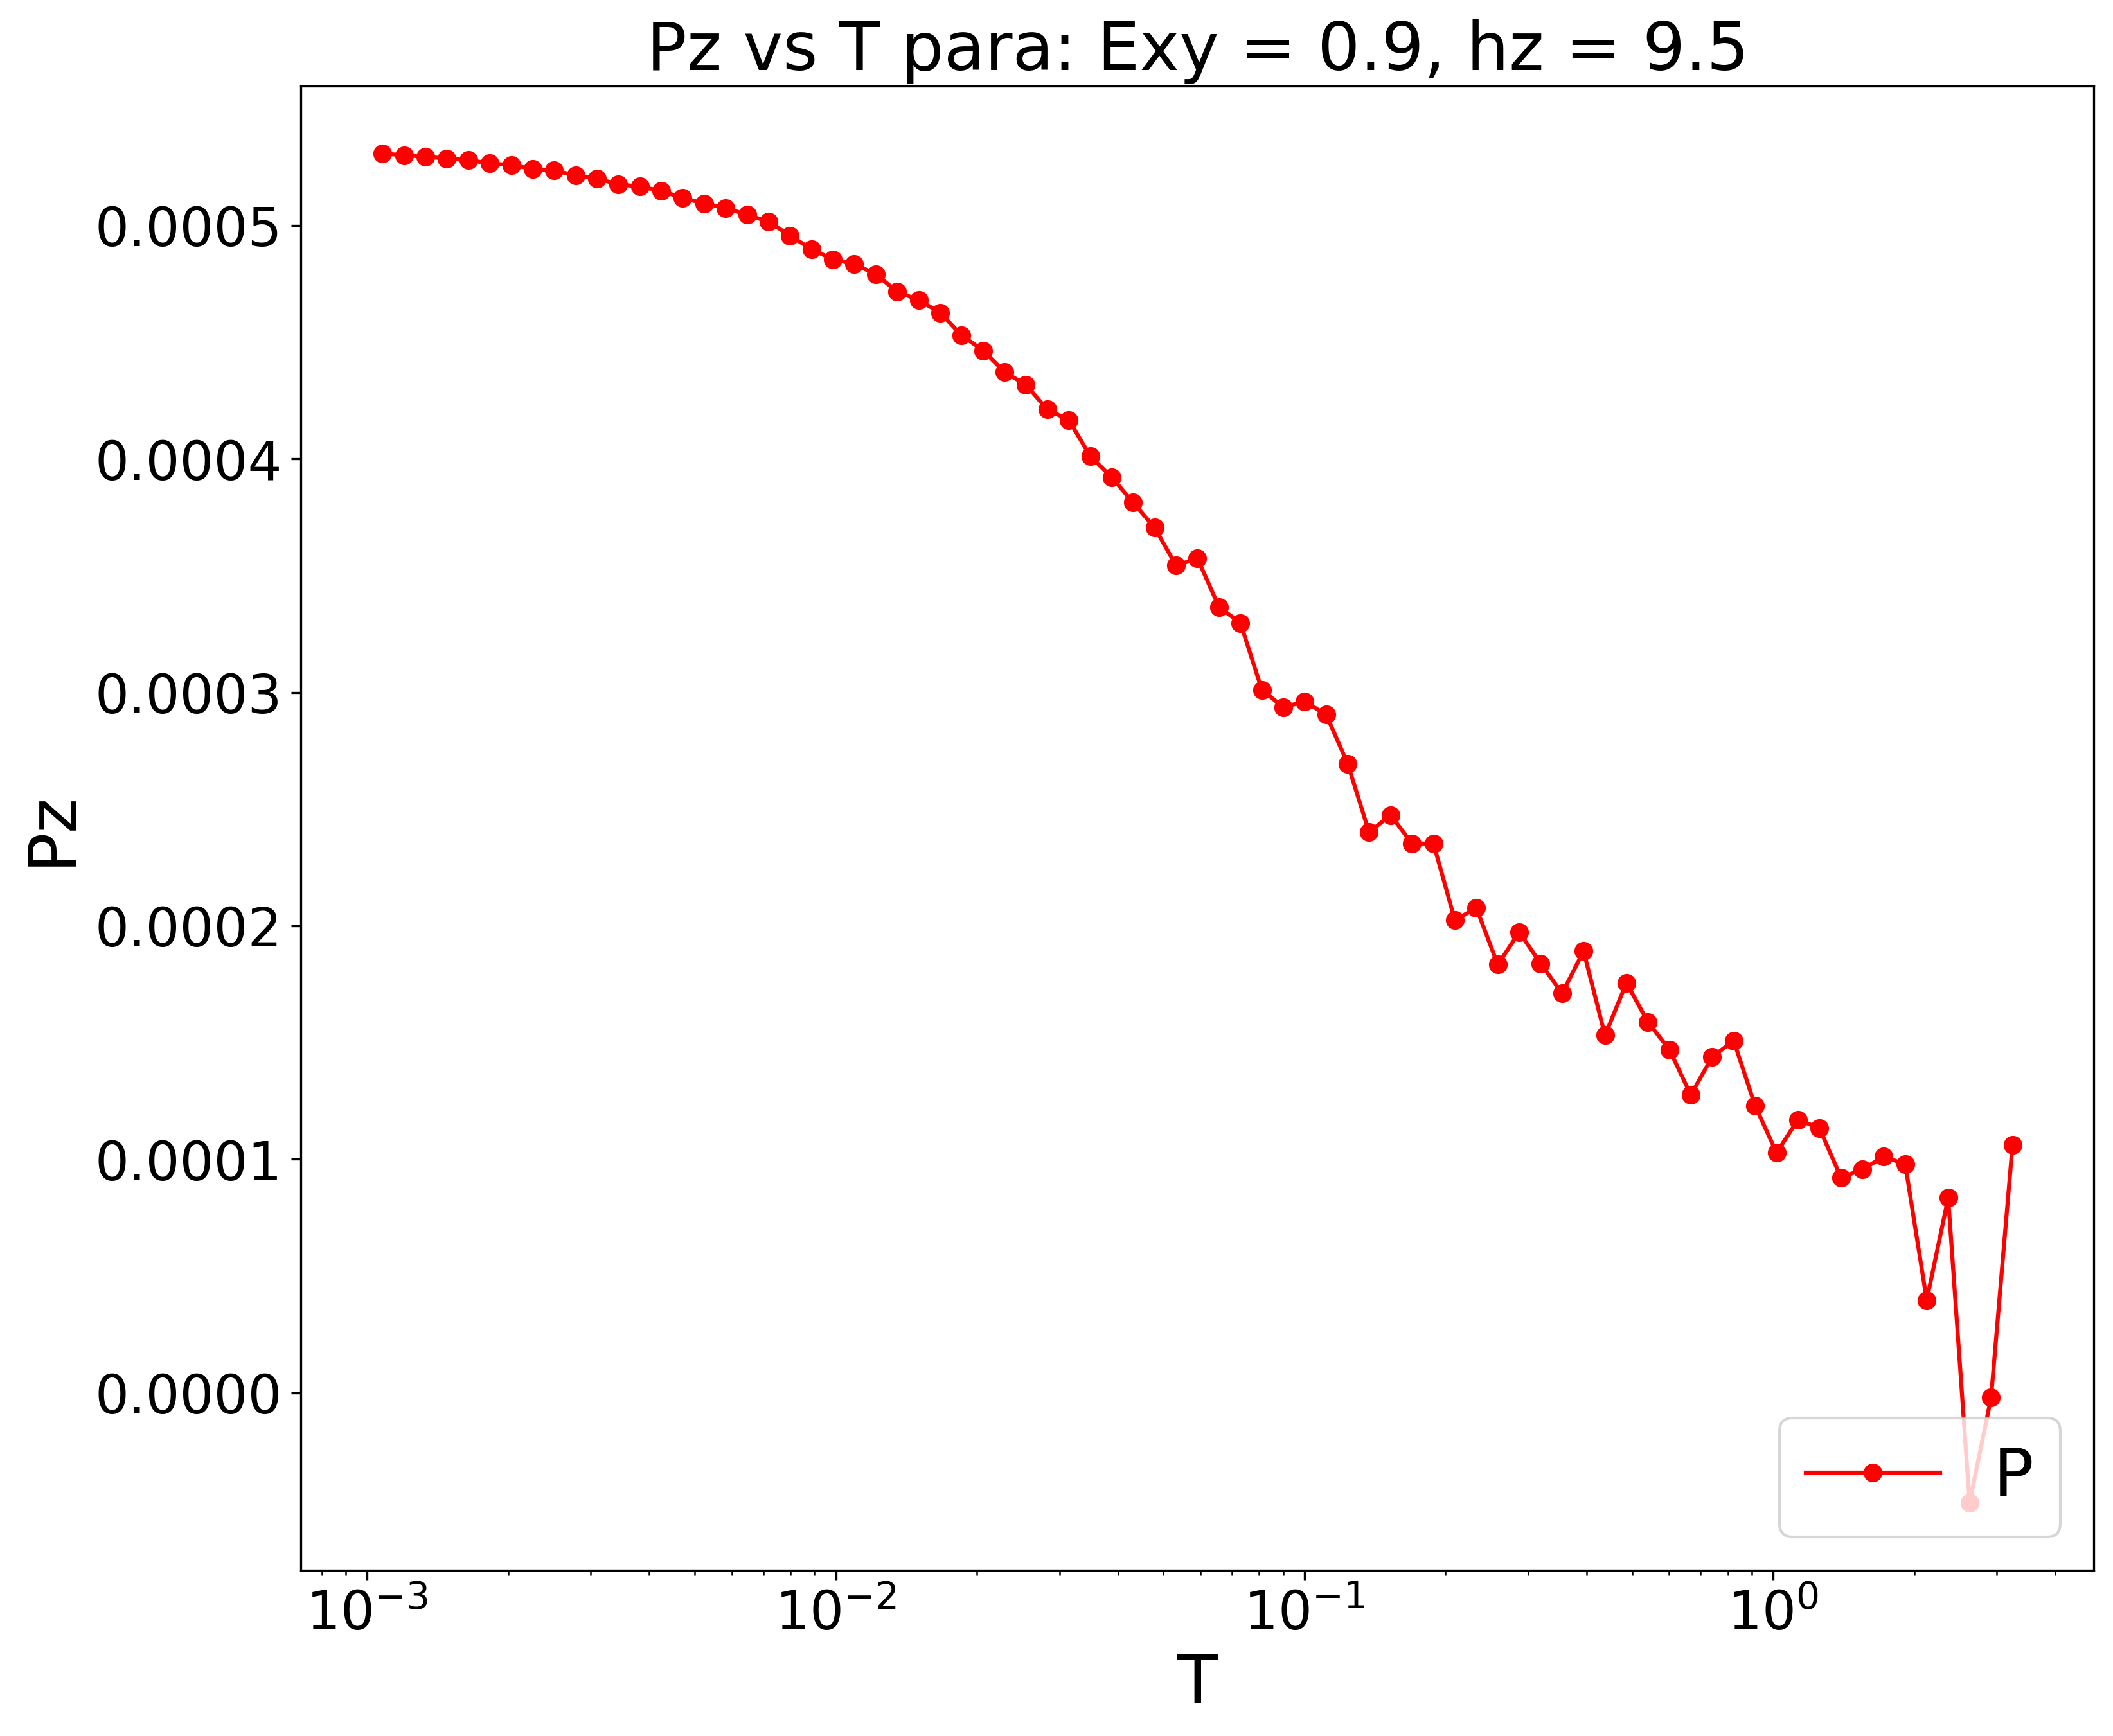 Pz vs T para: Exy = 0.9, hz = 9.5
0.0005
0.0004
0.0003
0.0002
0.0001
0.0000
Pz
P
10⁻³ 10⁻² 10⁻¹ 10⁰
T